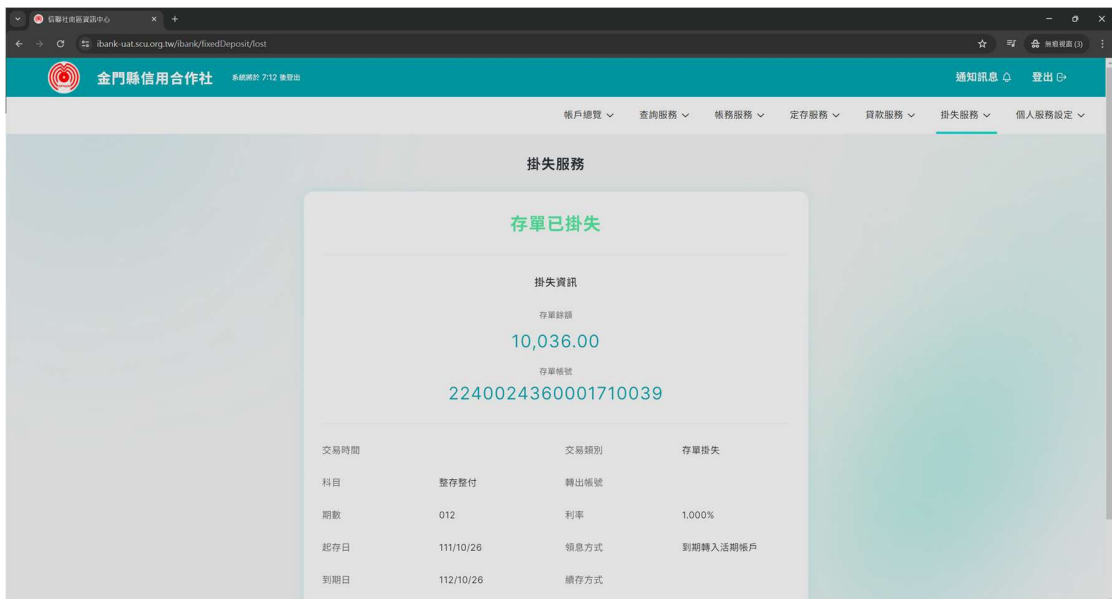 信聯社南區資訊中心
ibank-uat.scu.org.tw/ibank/fixedDeposit/lost
無痕視窗 (3)
金門縣信用合作社 系統將於 7:12 後登出 通知訊息 登出
帳戶總覽 查詢服務 帳務服務 定存服務 貸款服務 掛失服務 個人服務設定
掛失服務
存單已掛失
掛失資訊
存單餘額
10,036.00
存單帳號
2240024360001710039
交易時間 交易類別 存單掛失
科目 整存整付 轉出帳號
期數 012 利率 1.000%
起存日 111/10/26 領息方式 到期轉入活期帳戶
到期日 112/10/26 續存方式